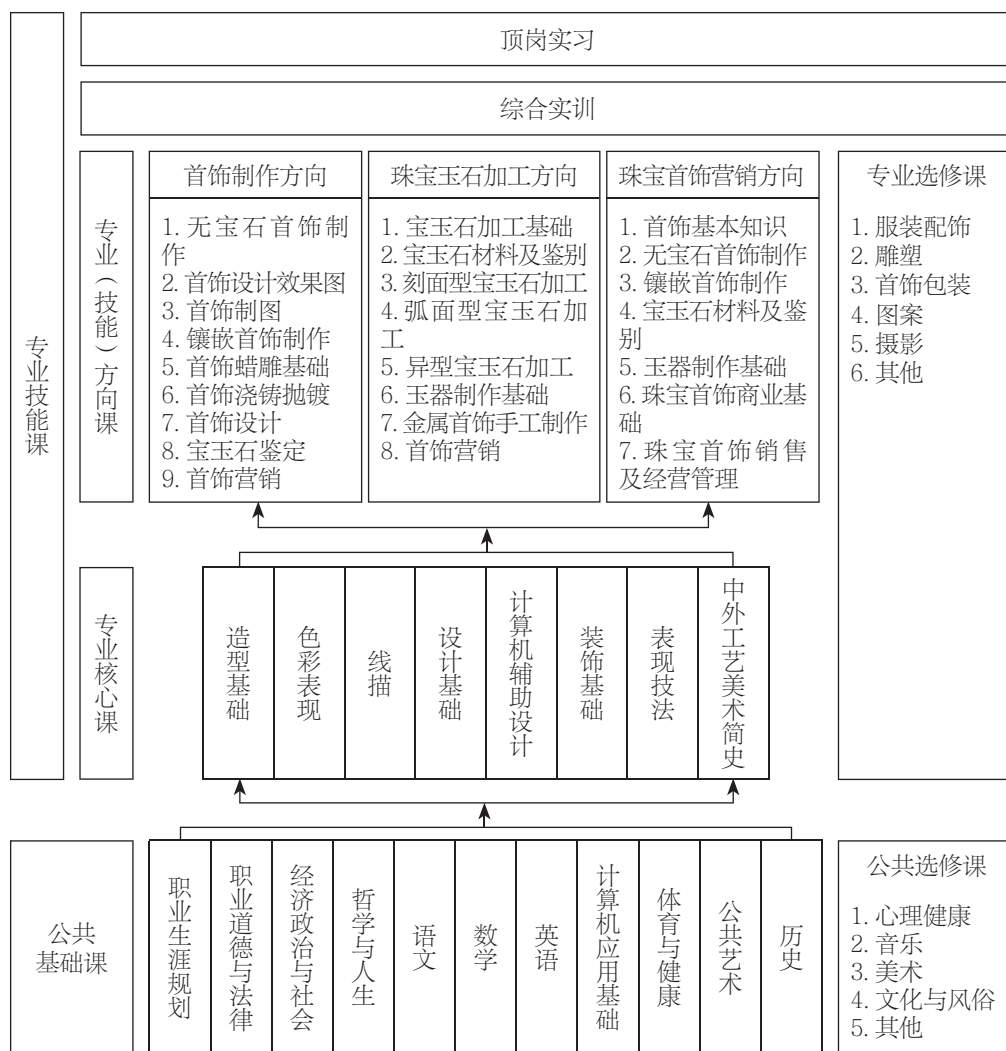 顶岗实习
综合实训
专业技能课
专业（技能）方向课
首饰制作方向
1. 无宝石首饰制
作
2. 首饰设计效果图
3. 首饰制图
4. 镶嵌首饰制作
5. 首饰蜡雕基础
6. 首饰浇铸抛镀
7. 首饰设计
8. 宝玉石鉴定
9. 首饰营销
珠宝玉石加工方向
1. 宝玉石加工基础
2. 宝玉石材料及鉴别
3. 刻面型宝玉石加工
4. 弧面型宝玉石加
工
5. 异型宝玉石加工
6. 玉器制作基础
7. 金属首饰手工制作
8. 首饰营销
珠宝首饰营销方向
1. 首饰基本知识
2. 无宝石首饰制作
3. 镶嵌首饰制作
4. 宝玉石材料及鉴
别
5. 玉器制作基础
6. 珠宝首饰商业基
础
7. 珠宝首饰销售
及经营管理
专业选修课
1. 服装配饰
2. 雕塑
3. 首饰包装
4. 图案
5. 摄影
6. 其他
专业核心课
造型基础
色彩表现
线描
设计基础
计算机辅助设计
装饰基础
表现技法
中外工艺美术简史
公共
基础课
职业生涯规划
职业道德与法律
经济政治与社会
哲学与人生
语文
数学
英语
计算机应用基础
体育与健康
公共艺术
历史
公共选修课
1. 心理健康
2. 音乐
3. 美术
4. 文化与风俗
5. 其他